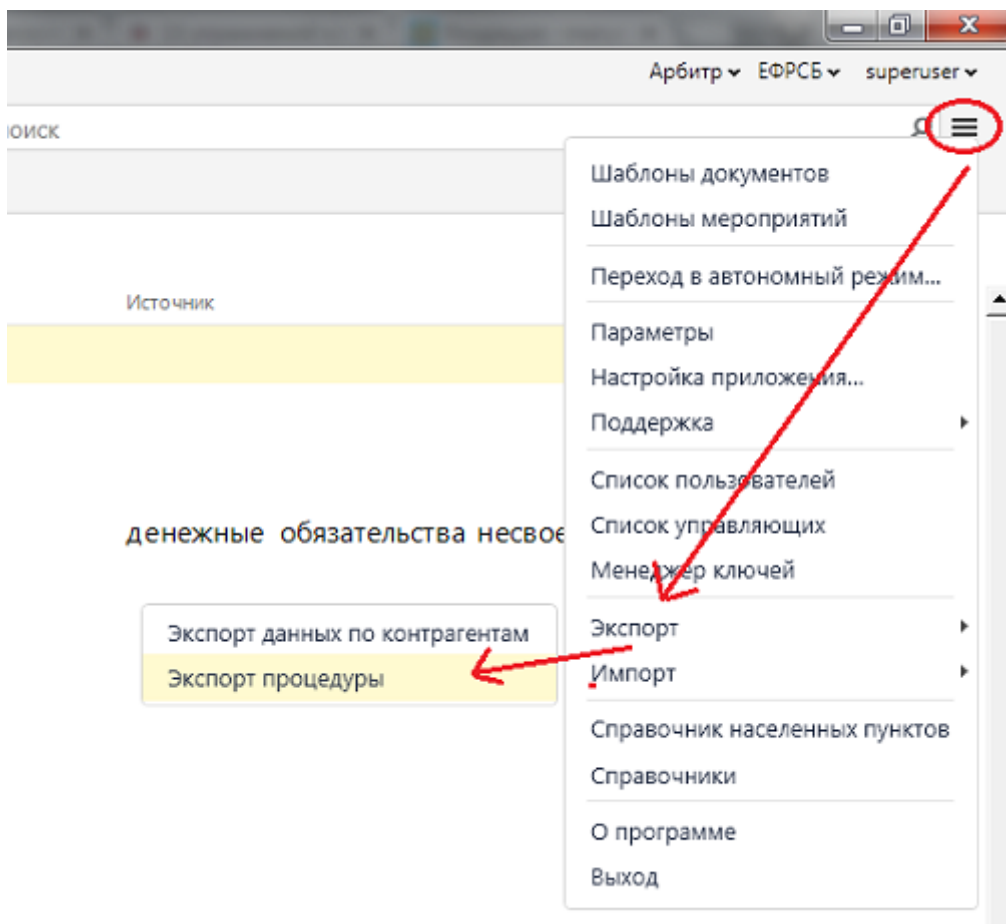 Арбитр ЕФРСБ superuser
поиск
Шаблоны документов
Шаблоны мероприятий
Переход в автономный режим...
Источник
Параметры
Настройка приложения...
Поддержка
Список пользователей
Список управляющих
денежные обязательства несвое
Менеджер ключей
Экспорт
Экспорт данных по контрагентам
Экспорт процедуры
Импорт
Справочник населенных пунктов
Справочники
О программе
Выход